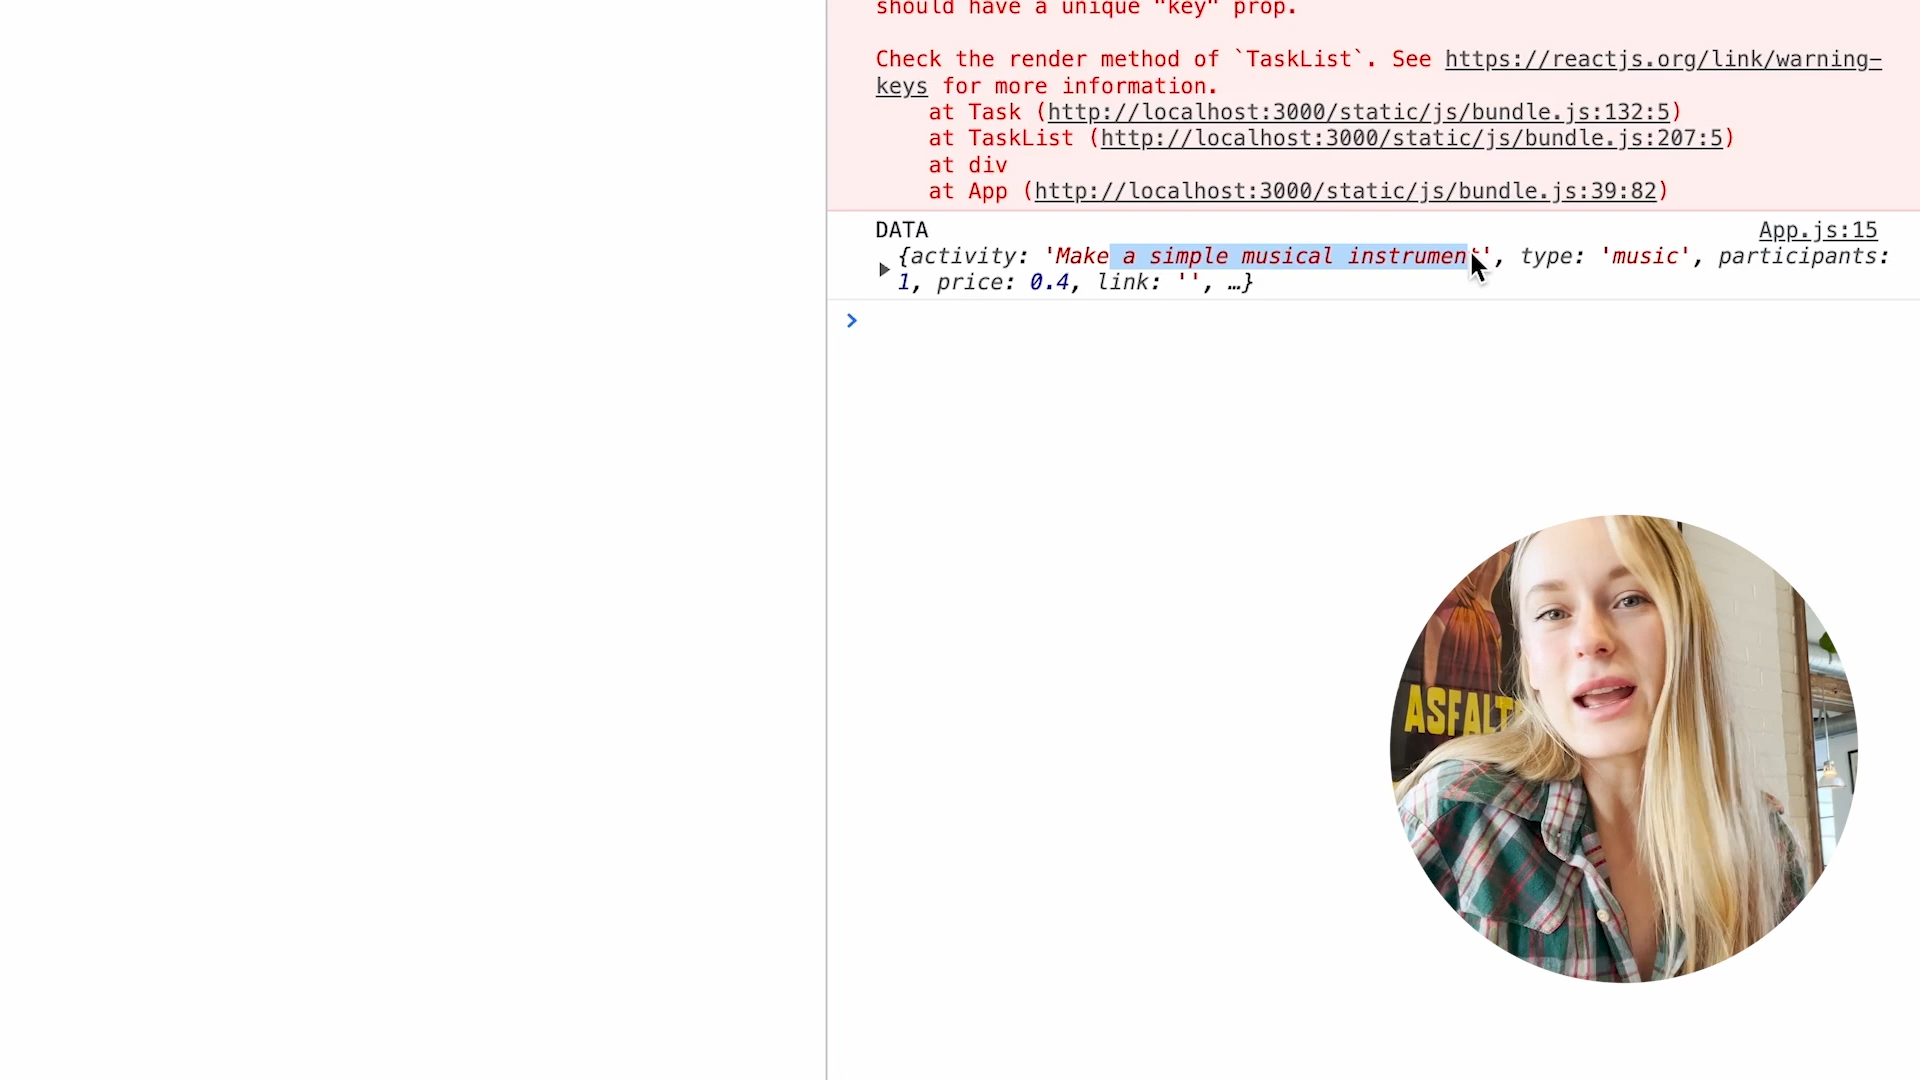 should have a unique "key" prop.
Check the render method of `TaskList`. See https://reactjs.org/link/warning-
keys for more information.
at Task (http://localhost:3000/static/js/bundle.js:132:5)
at TaskList (http://localhost:3000/static/js/bundle.js:207:5)
at div
at App (http://localhost:3000/static/js/bundle.js:39:82)
DATA App.js:15
{activity: 'Make a simple musical instrument', type: 'music', participants:
1, price: 0.4, link: '', …}
ASFALT